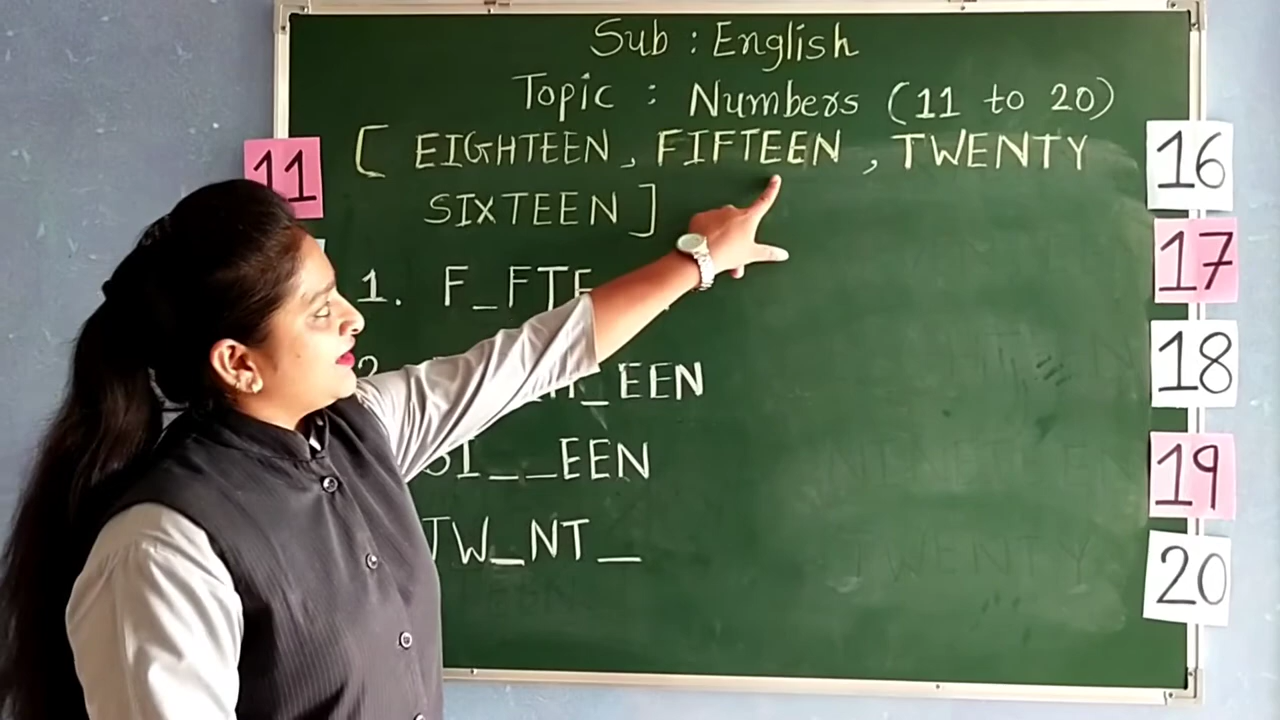 Sub : English
Topic : Numbers (11 to 20)
[ EIGHTEEN , FIFTEEN , TWENTY
SIXTEEN ]
1. F_FTE
_EEN
SI__EEN
TW_NT_
11
16
17
18
19
20
TWENTY